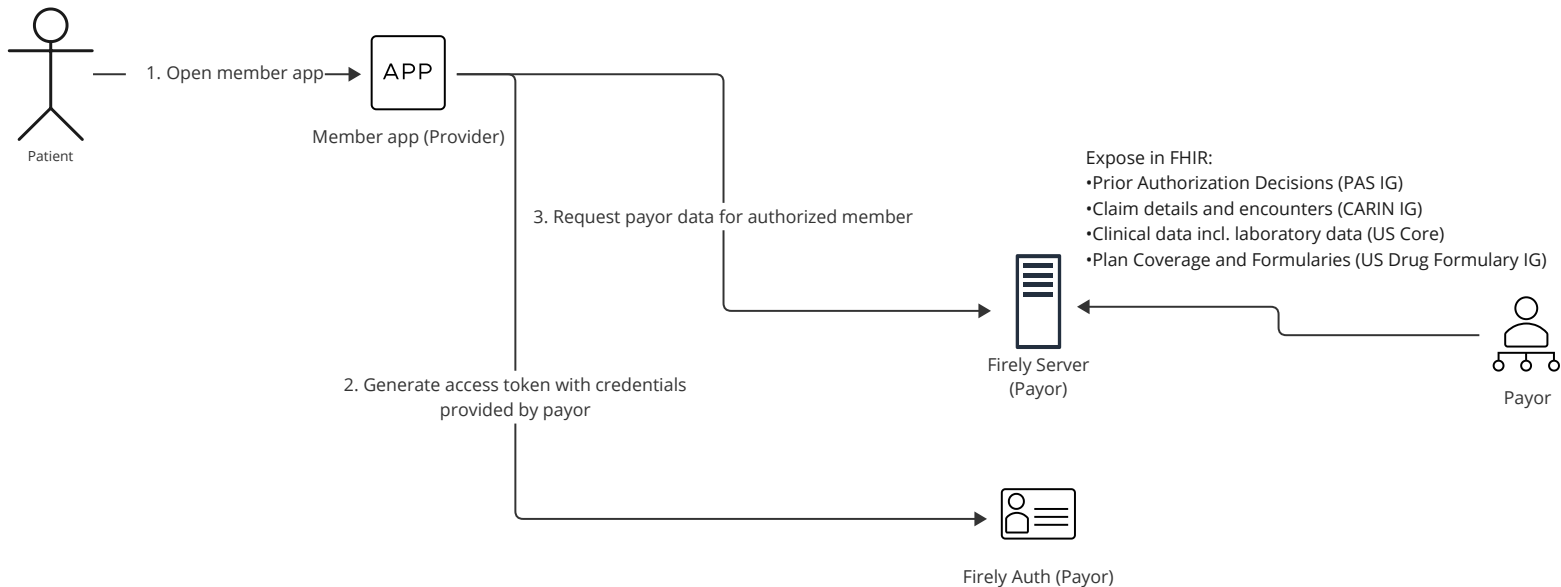 1. Open member app
APP
Member app (Provider)
Patient
Expose in FHIR:
•Prior Authorization Decisions (PAS IG)
•Claim details and encounters (CARIN IG)
•Clinical data incl. laboratory data (US Core)
•Plan Coverage and Formularies (US Drug Formulary IG)
3. Request payor data for authorized member
Firely Server
(Payor)
2. Generate access token with credentials
provided by payor
Payor
Firely Auth (Payor)